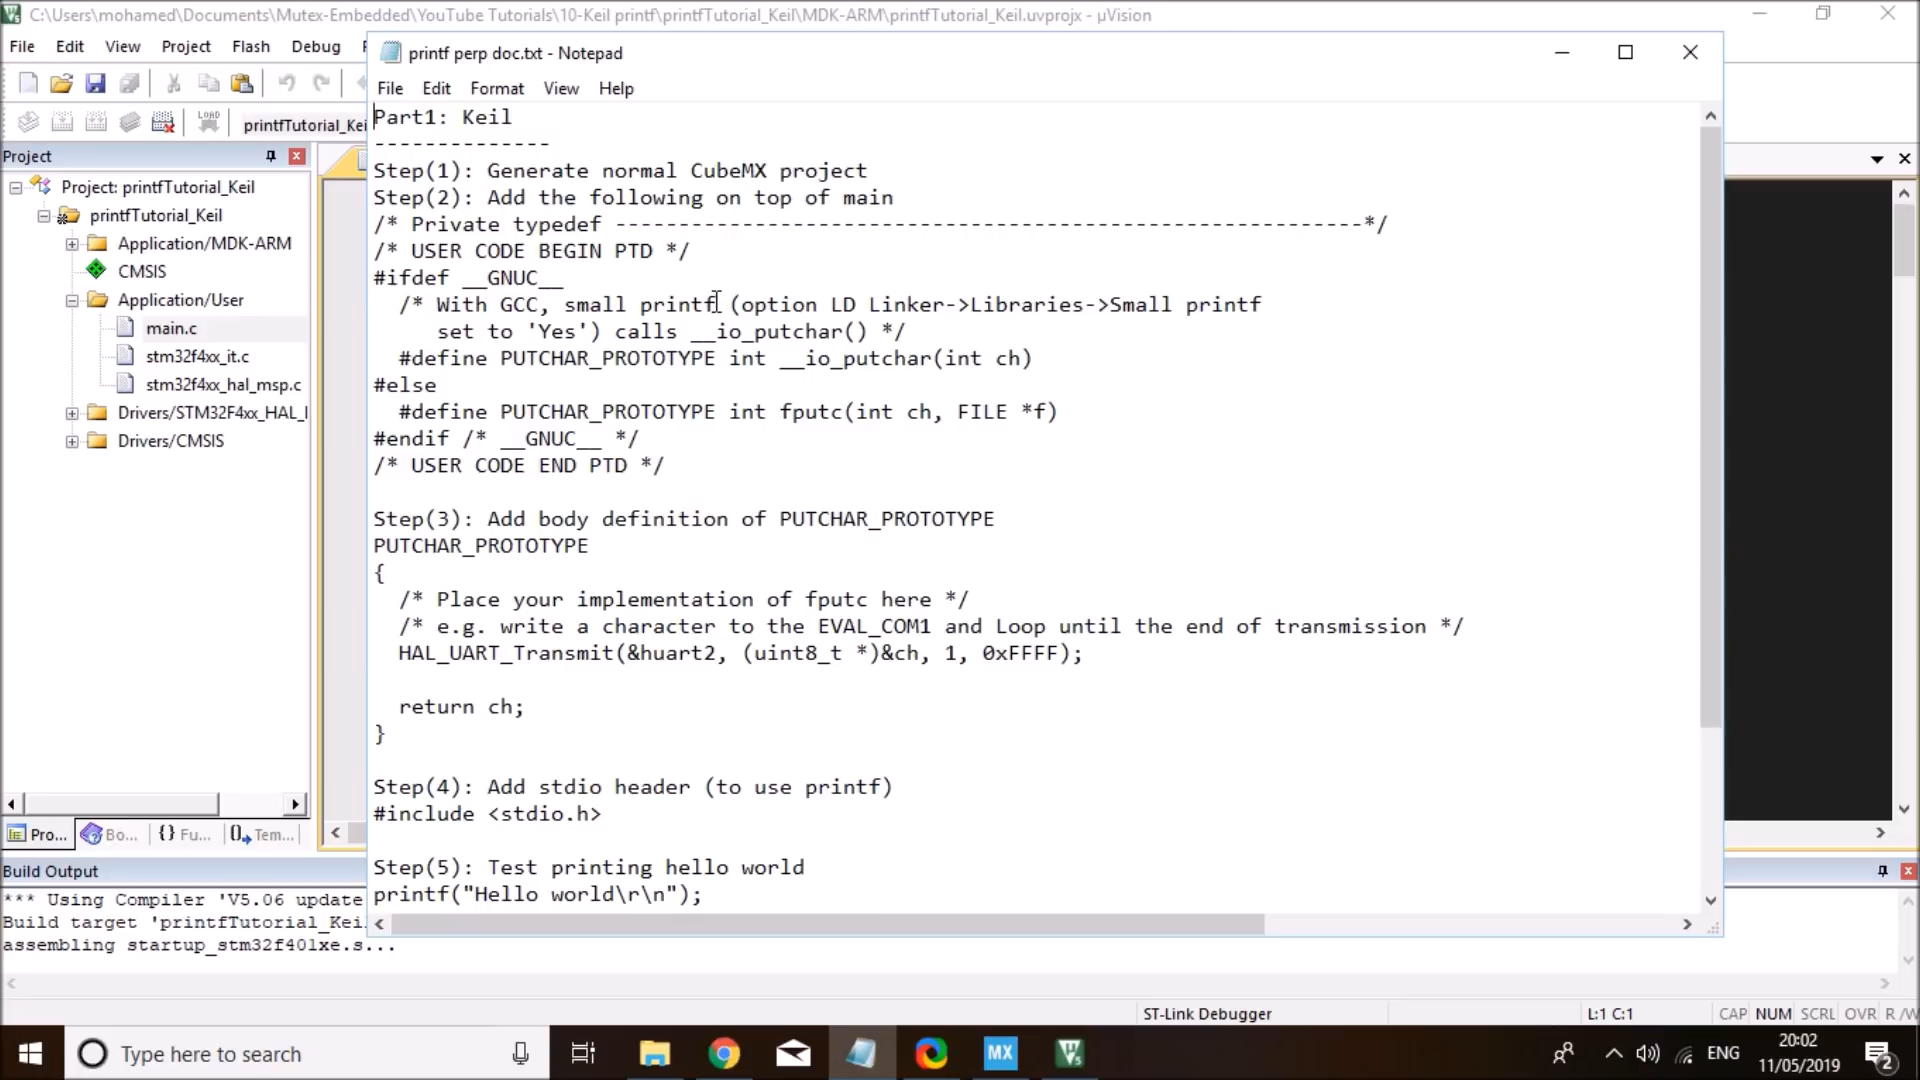 C:\Users\mohamed\Documents\Mutex-Embedded\YouTube Tutorials\10-Keil printf\printfTutorial_Keil\MDK-ARM\printfTutorial_Keil.uvprojx - µVision
File Edit View Project Flash Debug
printf perp doc.txt - Notepad
File Edit Format View Help
LOAD
printfTutorial_Kei
Project
Project: printfTutorial_Keil
printfTutorial_Keil
Application/MDK-ARM
CMSIS
Application/User
main.c
stm32f4xx_it.c
stm32f4xx_hal_msp.c
Drivers/STM32F4xx_HAL_
Drivers/CMSIS
Pro... Bo... {} Fu... Tem...
Part1: Keil
--------------
Step(1): Generate normal CubeMX project
Step(2): Add the following on top of main
/* Private typedef -----------------------------------------------------------*/
/* USER CODE BEGIN PTD */
#ifdef __GNUC__
/* With GCC, small printf (option LD Linker->Libraries->Small printf
set to 'Yes') calls __io_putchar() */
#define PUTCHAR_PROTOTYPE int __io_putchar(int ch)
#else
#define PUTCHAR_PROTOTYPE int fputc(int ch, FILE *f)
#endif /* __GNUC__ */
/* USER CODE END PTD */
Step(3): Add body definition of PUTCHAR_PROTOTYPE
PUTCHAR_PROTOTYPE
{
/* Place your implementation of fputc here */
/* e.g. write a character to the EVAL_COM1 and Loop until the end of transmission */
HAL_UART_Transmit(&huart2, (uint8_t *)&ch, 1, 0xFFFF);
return ch;
}
Step(4): Add stdio header (to use printf)
#include <stdio.h>
Step(5): Test printing hello world
printf("Hello world\r\n");
Build Output
*** Using Compiler 'V5.06 update
Build target 'printfTutorial_Keil
assembling startup_stm32f401xe.s...
ST-Link Debugger
L:1 C:1
CAP NUM SCRL OVR R/W
Type here to search
MX
ENG
20:02
11/05/2019
2